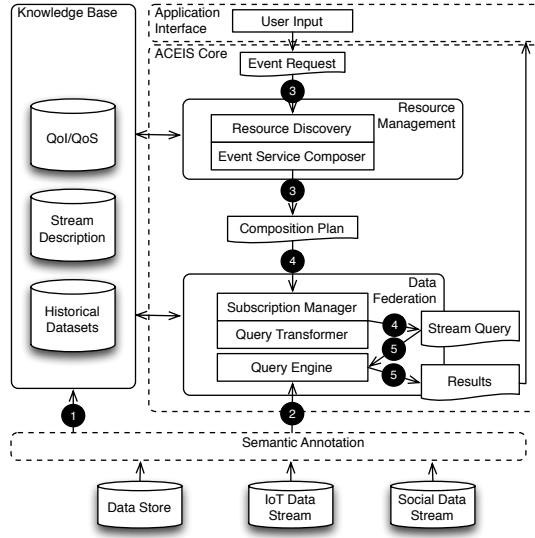 Knowledge Base
Application
Interface
User Input
ACEIS Core
Event Request
3
Resource
Management
QoI/QoS
Resource Discovery
Event Service Composer
3
Stream
Description
Composition Plan
4
Data
Federation
Historical
Datasets
Subscription Manager
4
Stream Query
Query Transformer
5
Query Engine
5
Results
1
2
Semantic Annotation
Data Store
IoT Data
Stream
Social Data
Stream